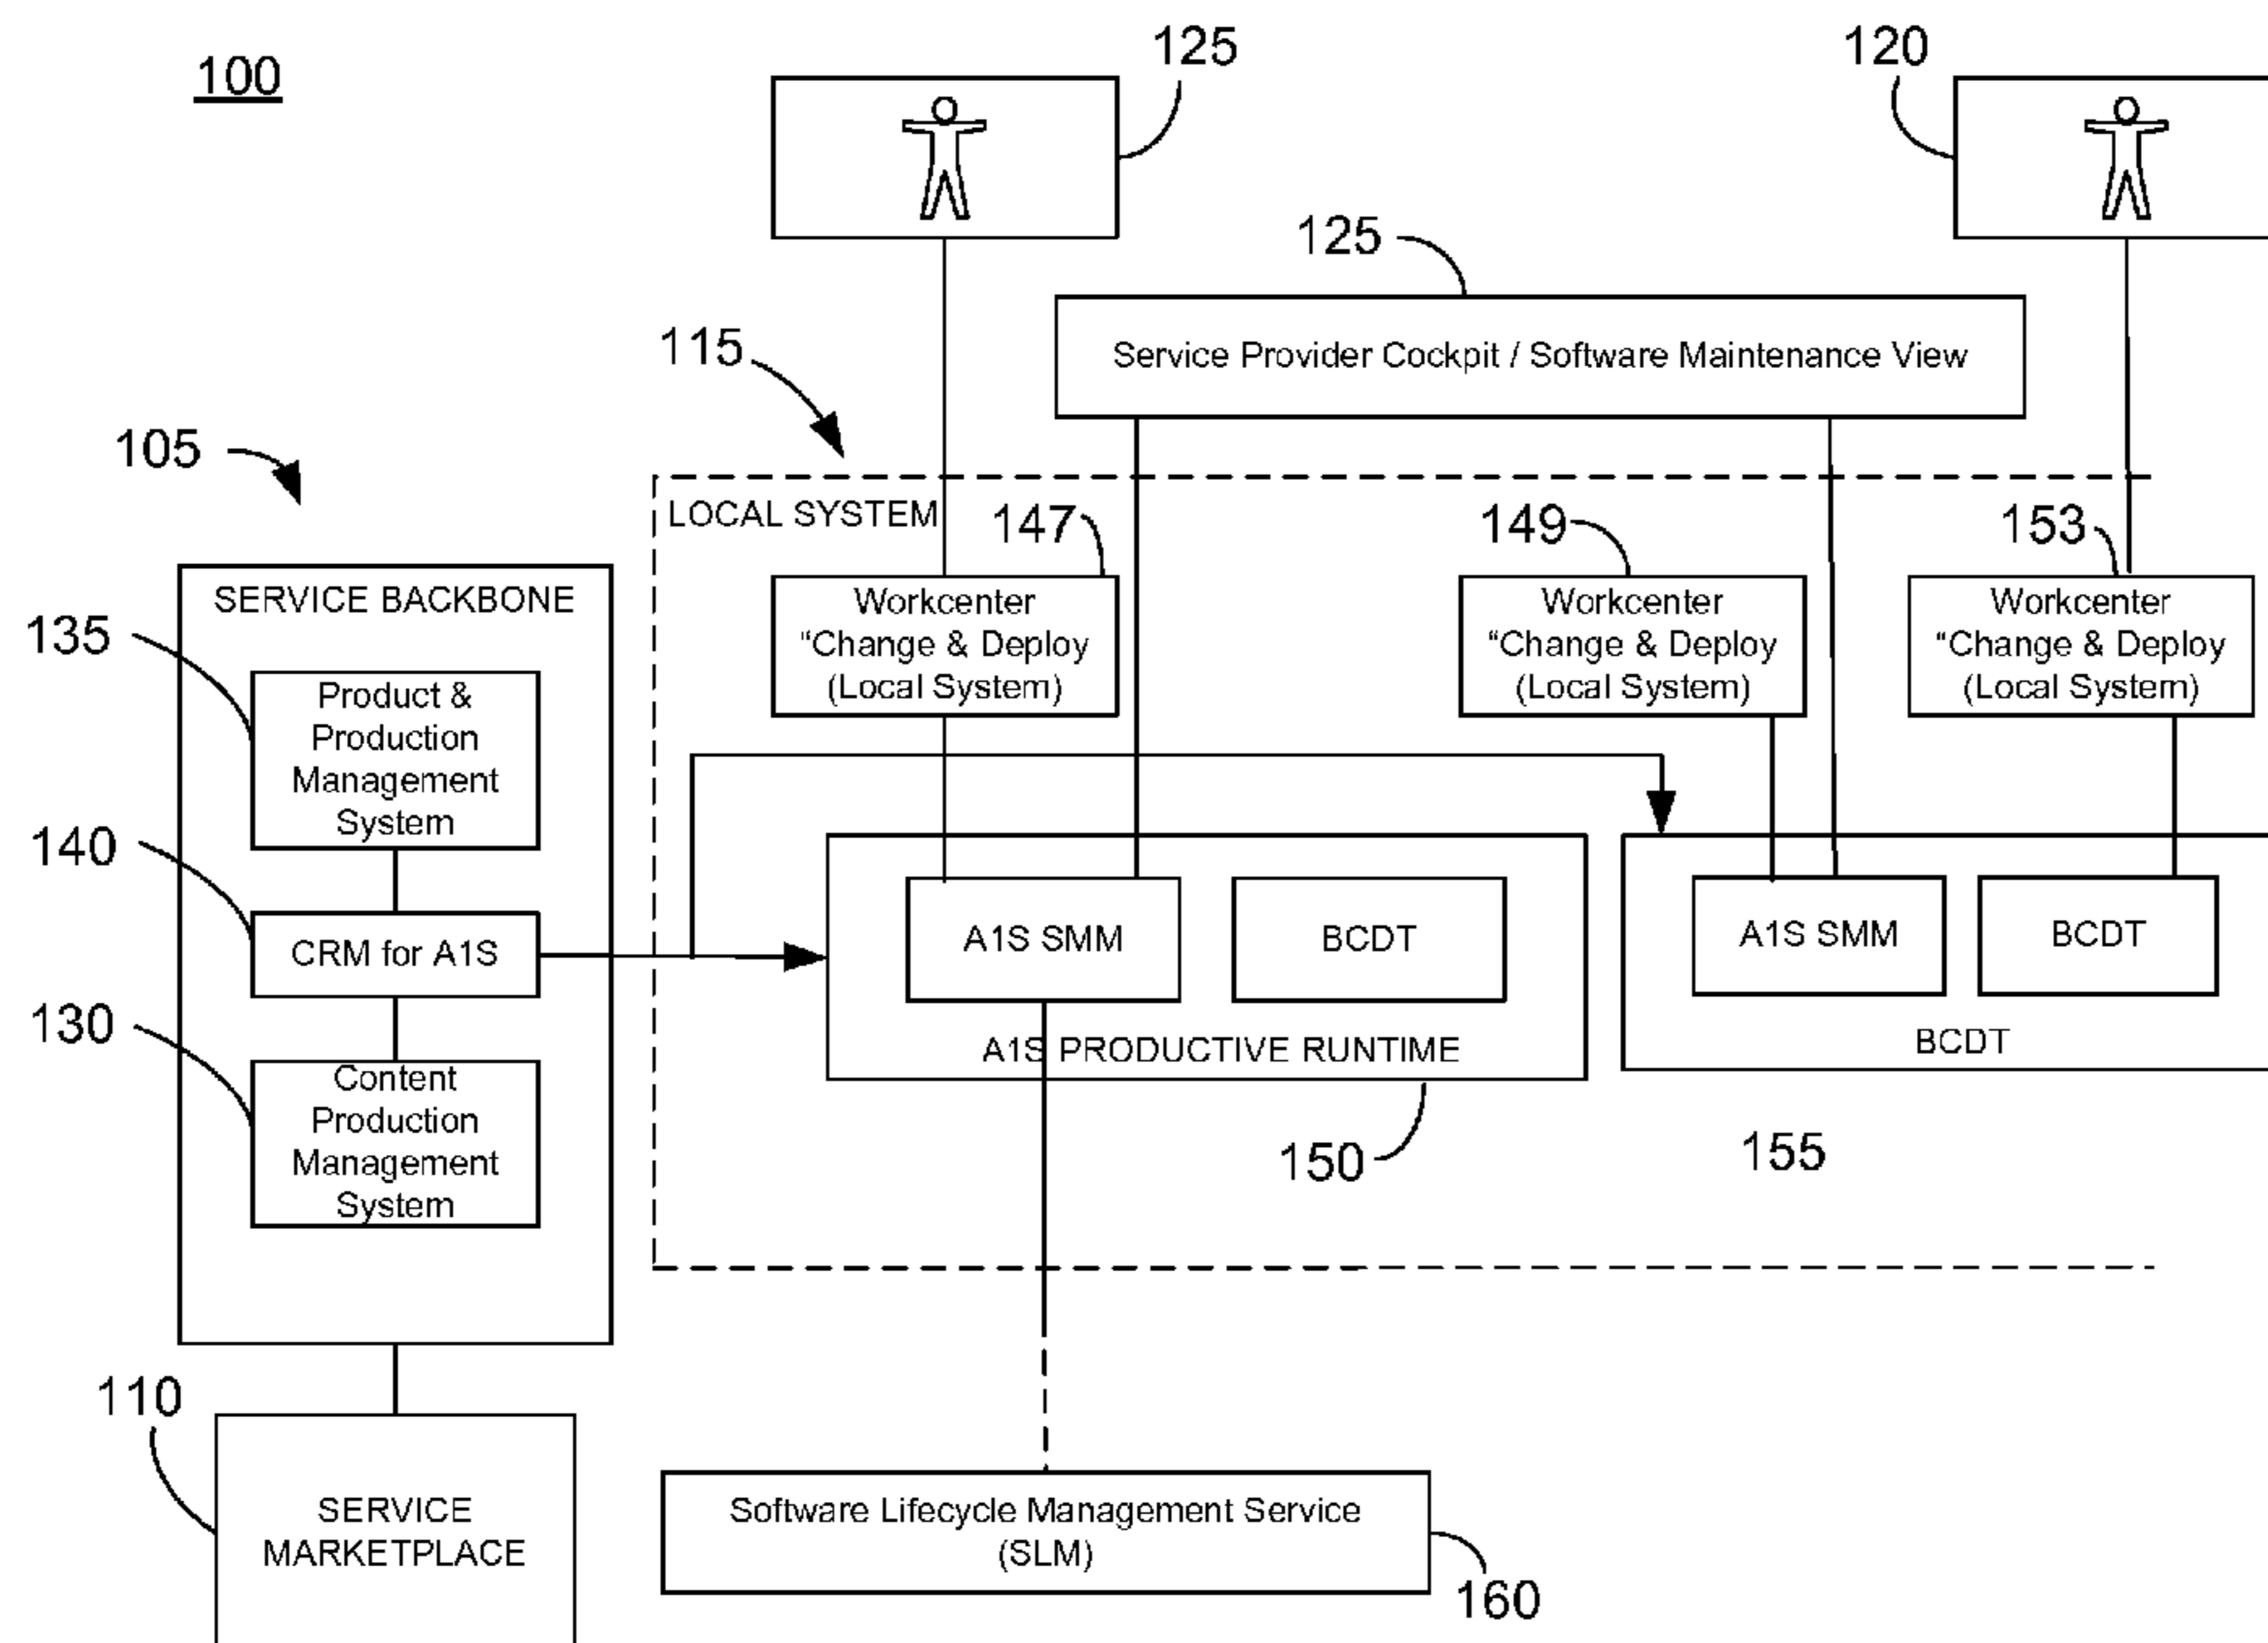 100
125
120
125
Service Provider Cockpit / Software Maintenance View
115
105
LOCAL SYSTEM
147
149
153
SERVICE BACKBONE
Workcenter
“Change & Deploy
(Local System)
Workcenter
“Change & Deploy
(Local System)
Workcenter
“Change & Deploy
(Local System)
135
Product &
Production
Management
System
140
CRM for A1S
A1S SMM
BCDT
A1S SMM
BCDT
130
A1S PRODUCTIVE RUNTIME
BCDT
Content
Production
Management
System
150
155
110
SERVICE
MARKETPLACE
Software Lifecycle Management Service
(SLM)
160